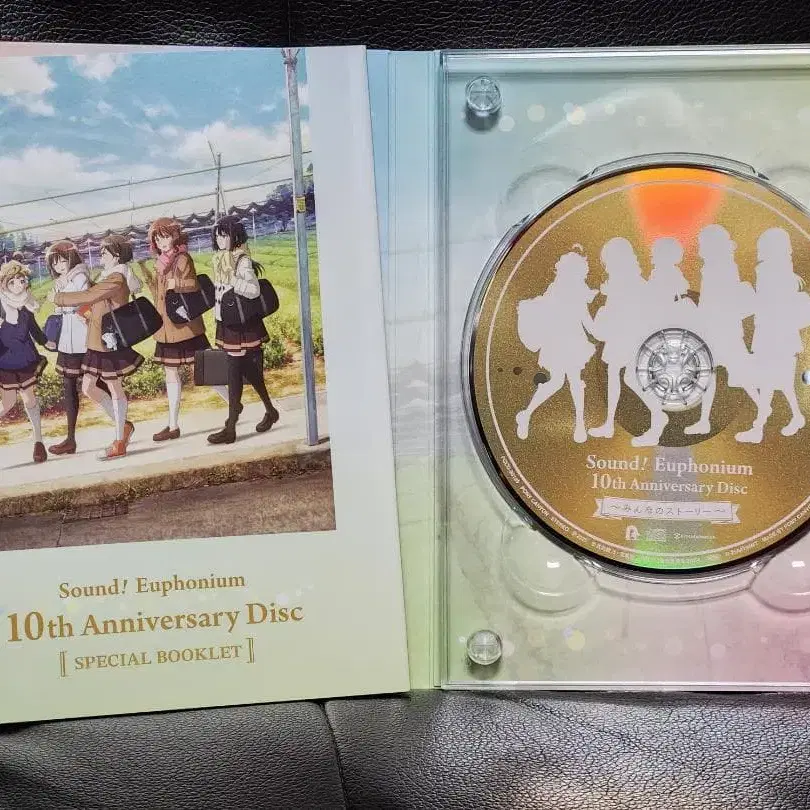 Sound! Euphonium
10th Anniversary Disc
SPECIAL BOOKLET
Sound! Euphonium
10th Anniversary Disc
〜みんなのストーリー〜